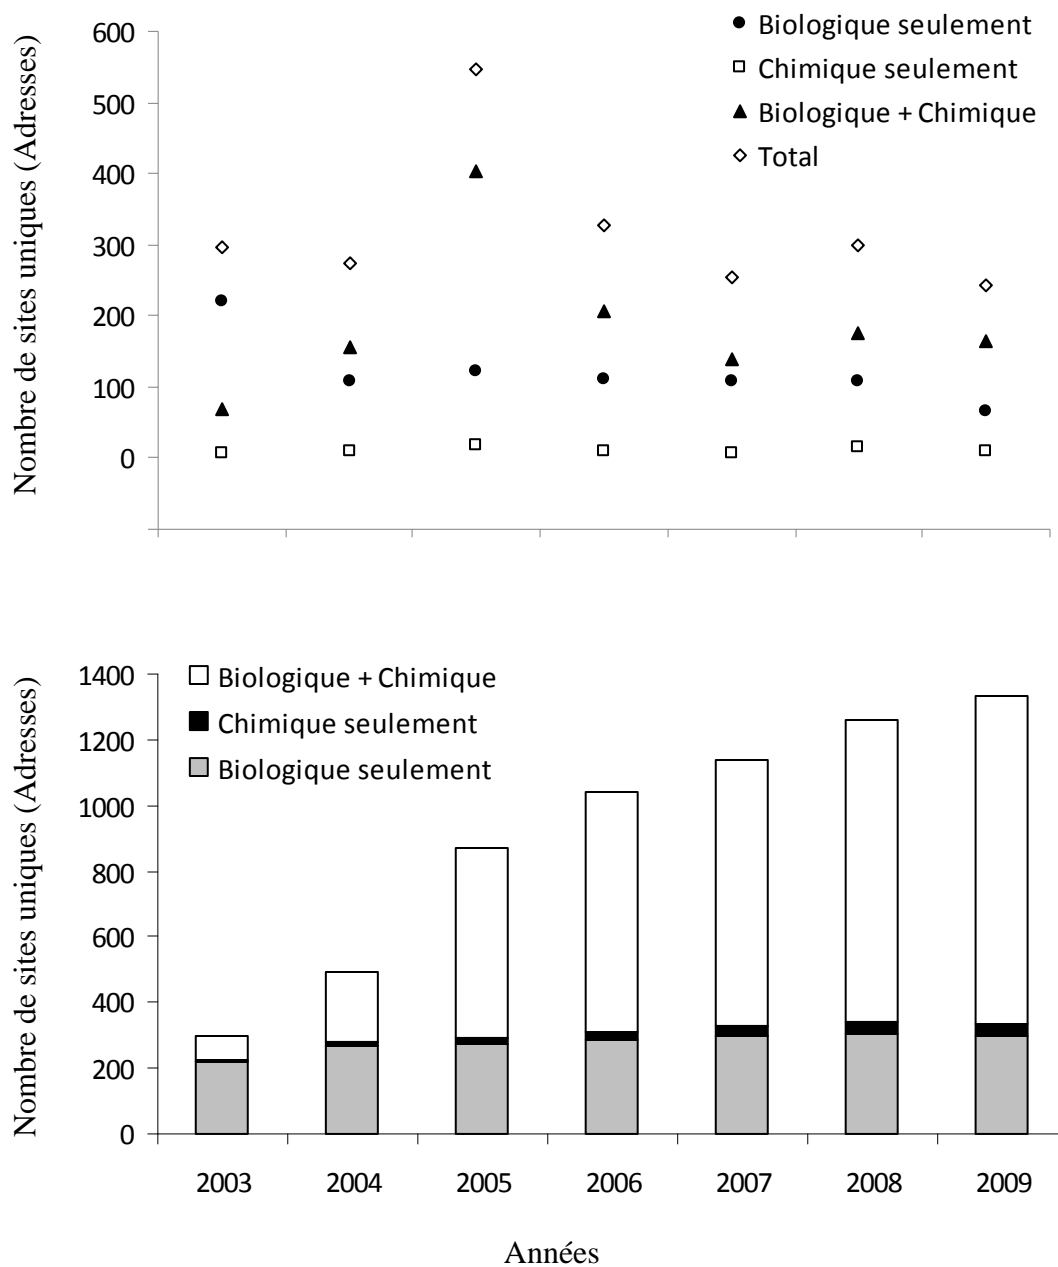 Biologique seulement
Chimique seulement
Biologique + Chimique
Total
Nombre de sites uniques (Adresses)
600
500
400
300
200
100
0
Biologique + Chimique
Chimique seulement
Biologique seulement
Nombre de sites uniques (Adresses)
1400
1200
1000
800
600
400
200
0
2003 2004 2005 2006 2007 2008 2009
Années